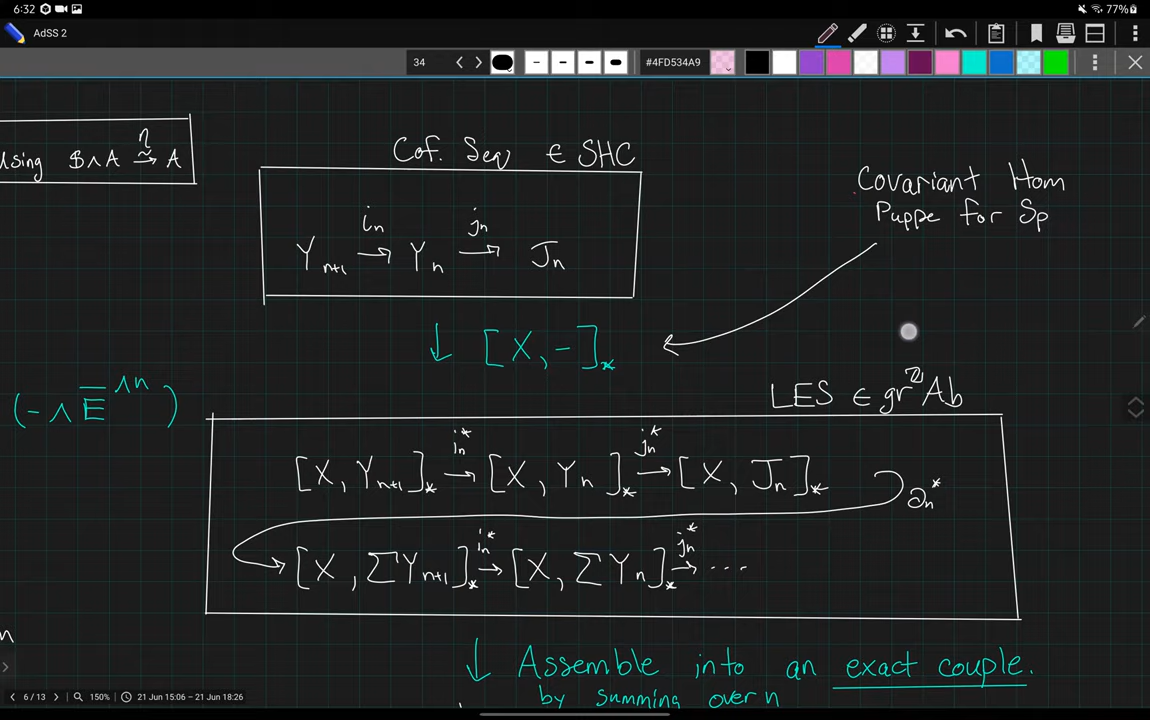 6:32 77%
AdSS 2
34 #4FD534A9
Using $∧A η ≃→ A
Cof. Seq ∈ SHC
Y_{n+1} i_n → Y_n j_n → J_n
Covariant Hom
Puppe for Sp
↓ [X, -]_*
(- ∧ E̅^{∧n})
LES ∈ gr^ℤAb
[X, Y_{n+1}]_* i_n^* → [X, Y_n]_* j_n^* → [X, J_n]_* ∂_n^*
[X, ΣY_{n+1}]_* i_n^* → [X, ΣY_n]_* j_n^* → ...
n
↓ Assemble into an exact couple.
by summing over n
6/13 150% 21 Jun 15:06 – 21 Jun 18:26